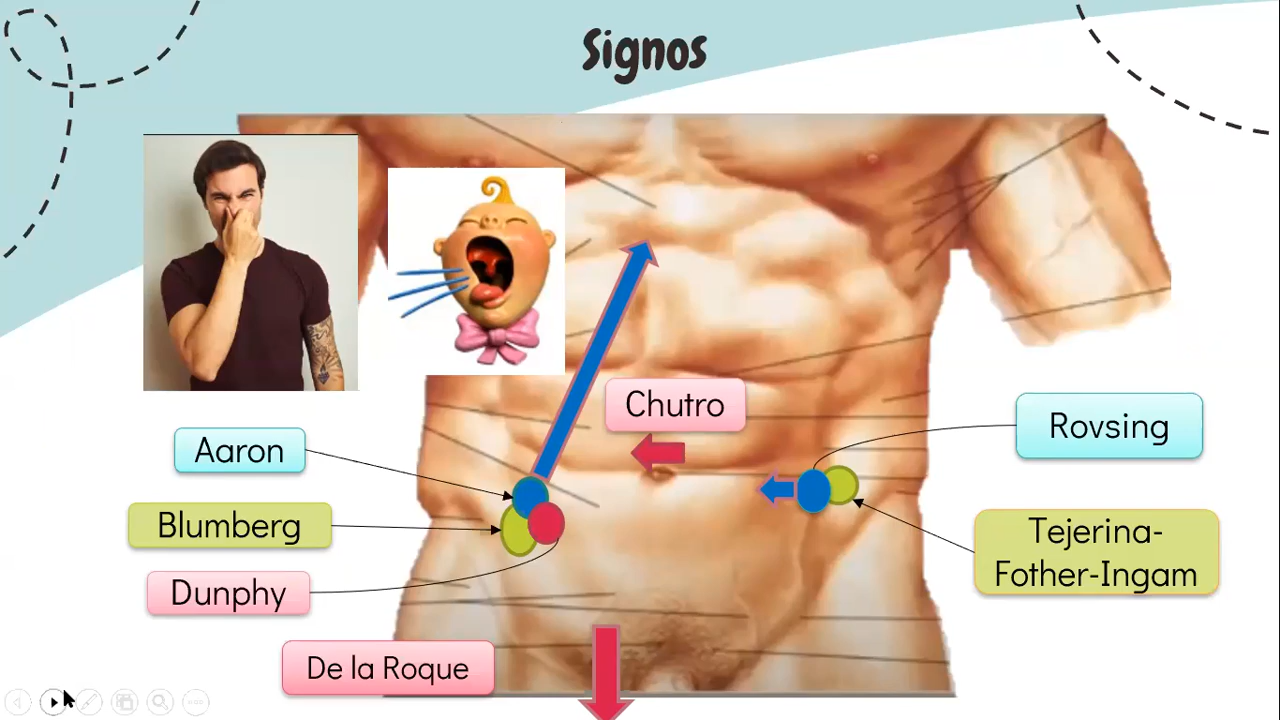 Signos
Chutro
Aaron
Rovsing
Blumberg
Tejerina-
Fother-Ingam
Dunphy
De la Roque